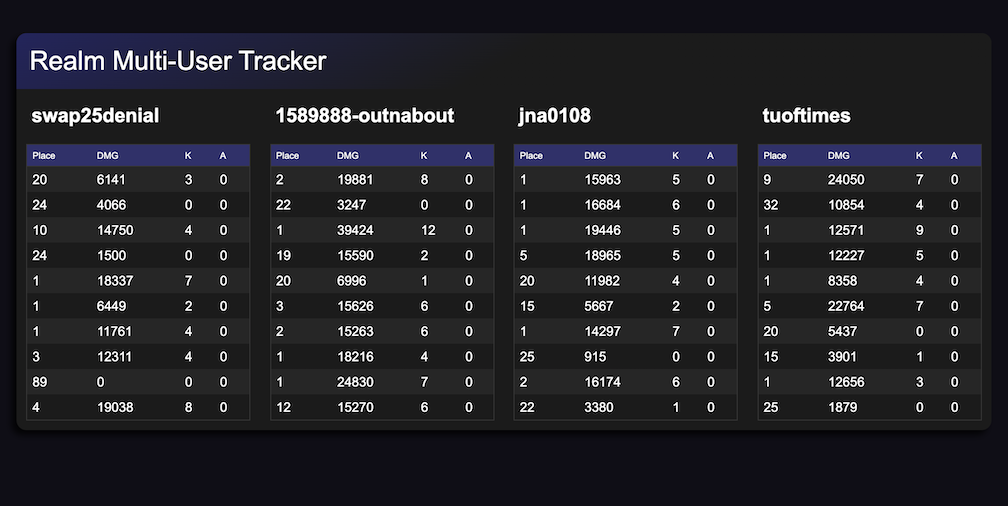 Realm Multi-User Tracker
swap25denial 1589888-outnabout jna0108 tuoftimes
Place DMG K A Place DMG K A Place DMG K A Place DMG K A
20 6141 3 0 2 19881 8 0 1 15963 5 0 9 24050 7 0
24 4066 0 0 22 3247 0 0 1 16684 6 0 32 10854 4 0
10 14750 4 0 1 39424 12 0 1 19446 5 0 1 12571 9 0
24 1500 0 0 19 15590 2 0 5 18965 5 0 1 12227 5 0
1 18337 7 0 20 6996 1 0 20 11982 4 0 1 8358 4 0
1 6449 2 0 3 15626 6 0 15 5667 2 0 5 22764 7 0
1 11761 4 0 2 15263 6 0 1 14297 7 0 20 5437 0 0
3 12311 4 0 1 18216 4 0 25 915 0 0 15 3901 1 0
89 0 0 0 1 24830 7 0 2 16174 6 0 1 12656 3 0
4 19038 8 0 12 15270 6 0 22 3380 1 0 25 1879 0 0